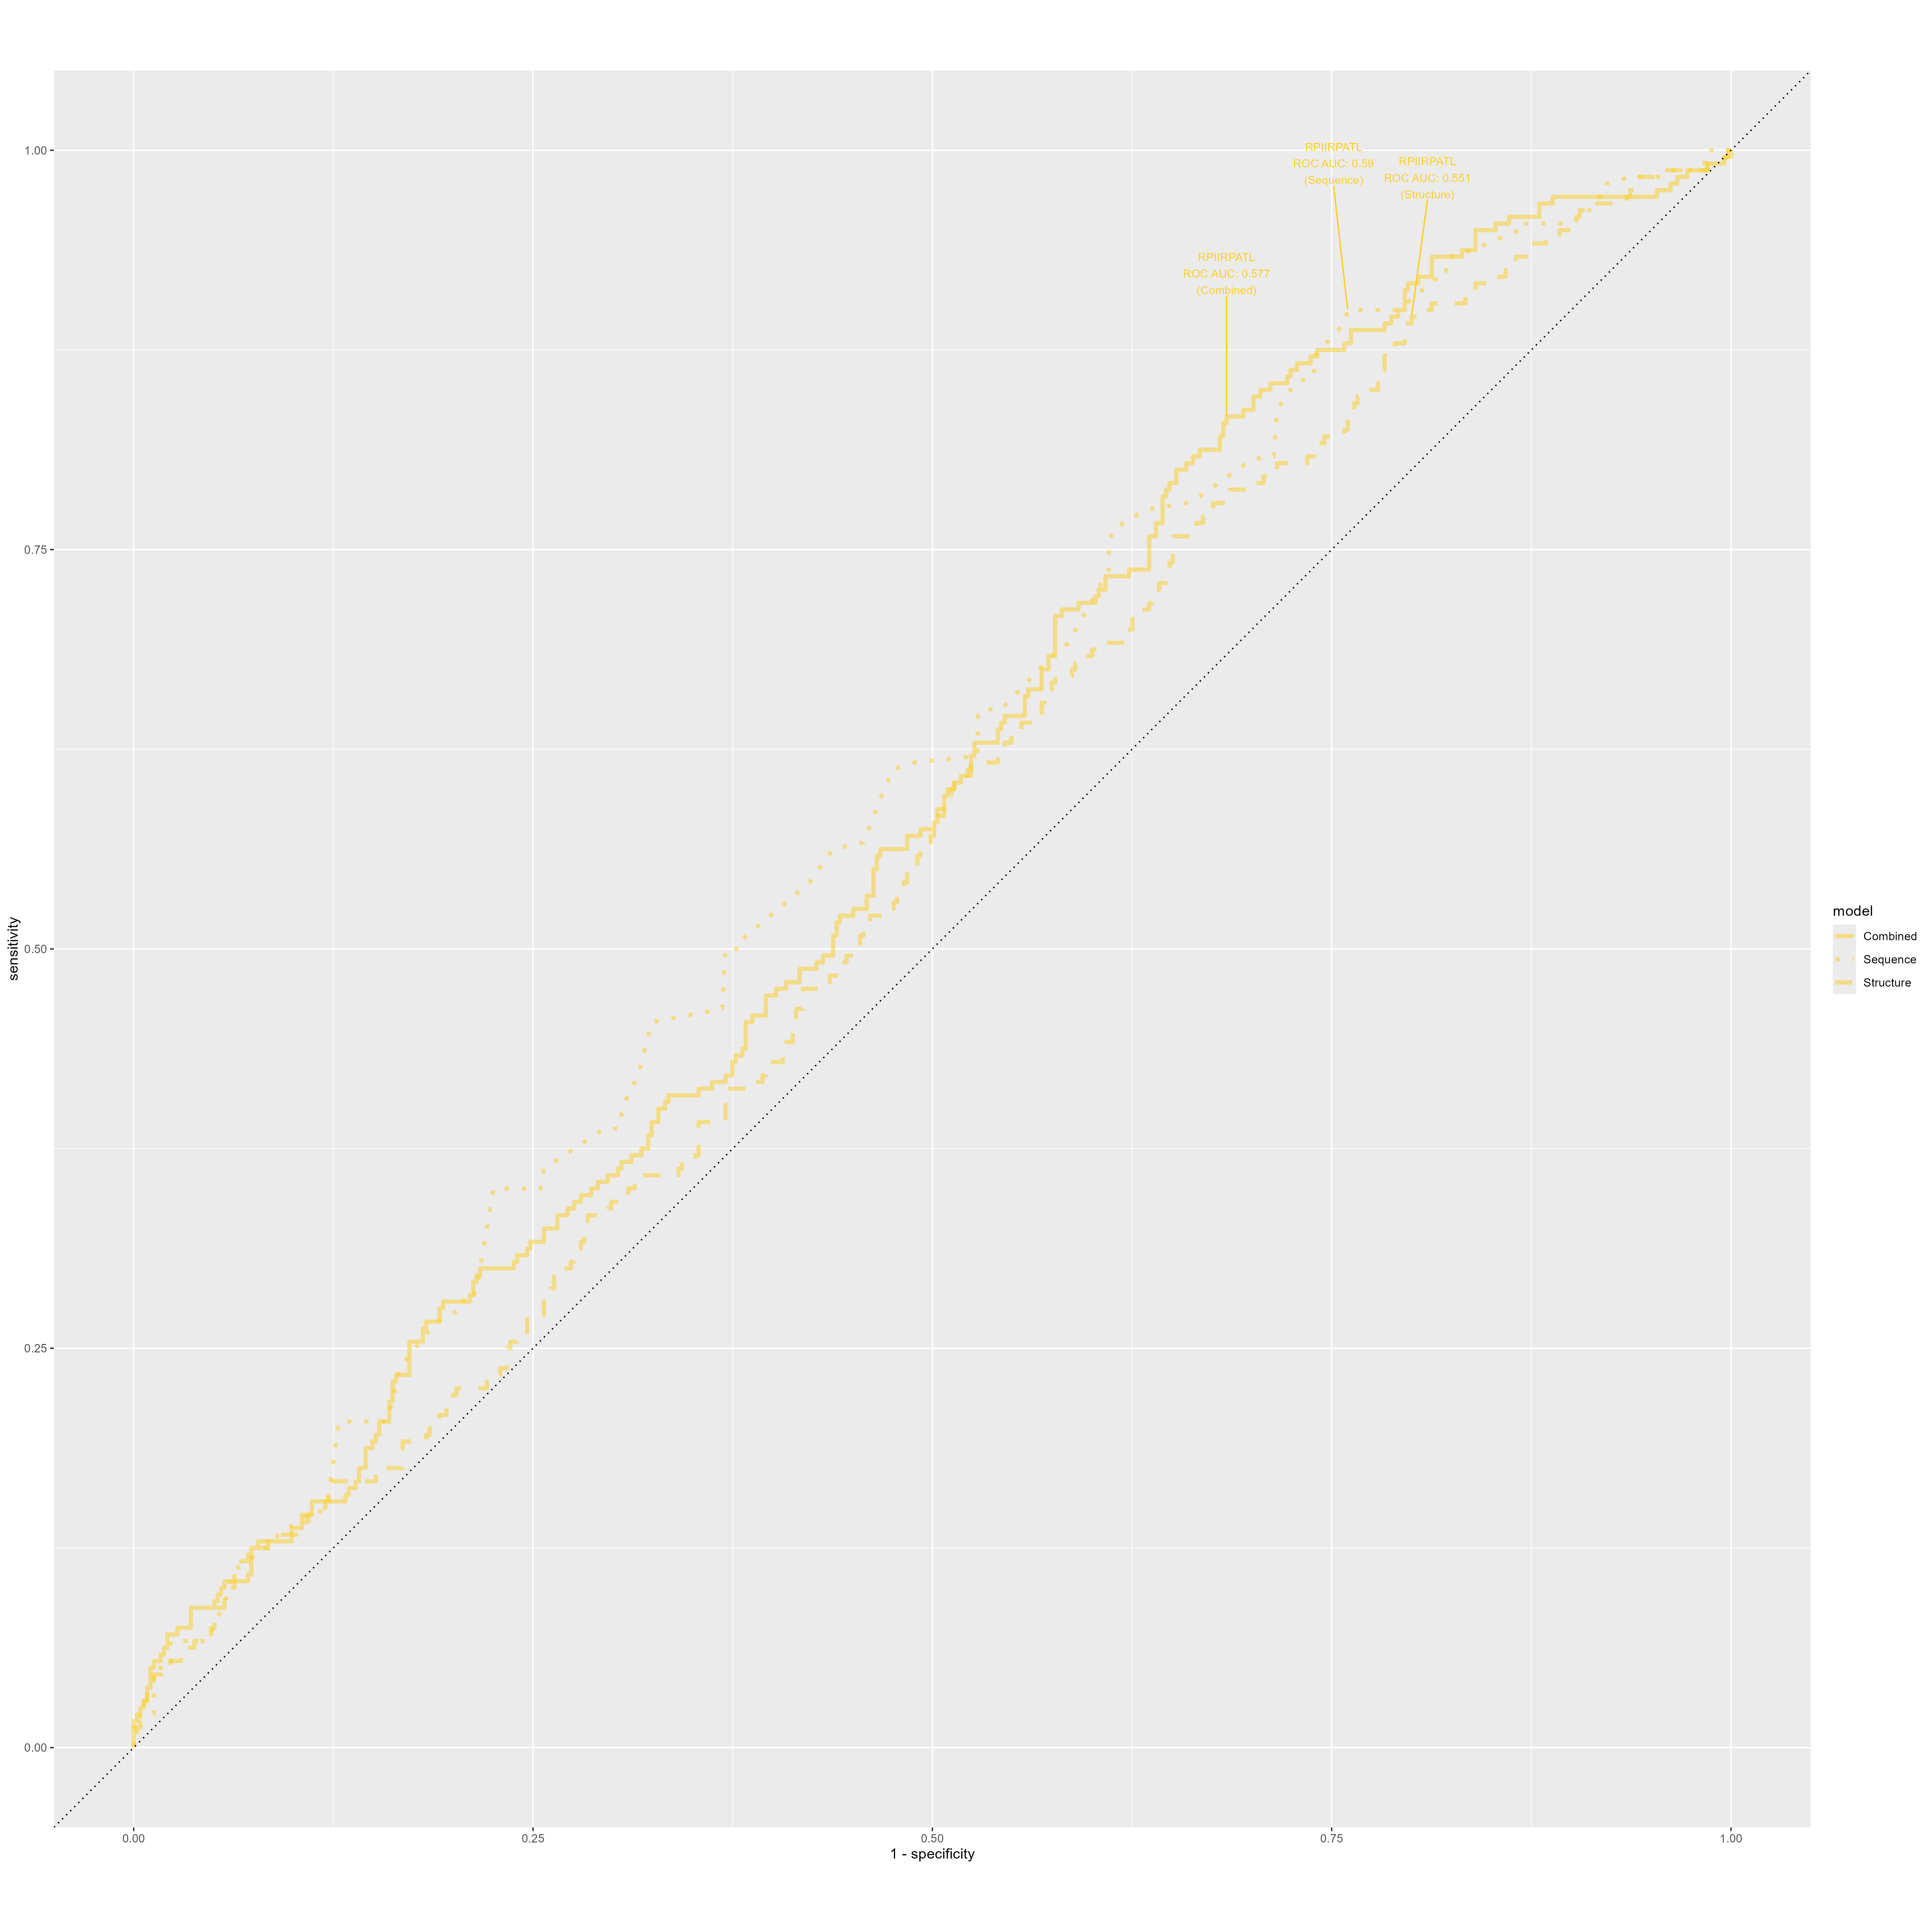 RPIIRPATL
ROC AUC: 0.59
(Sequence)
RPIIRPATL
ROC AUC: 0.551
(Structure)
RPIIRPATL
ROC AUC: 0.577
(Combined)
1.00
0.75
0.50
0.25
0.00
sensitivity
0.00
0.25
0.50
0.75
1.00
1 - specificity
model
Combined
Sequence
Structure